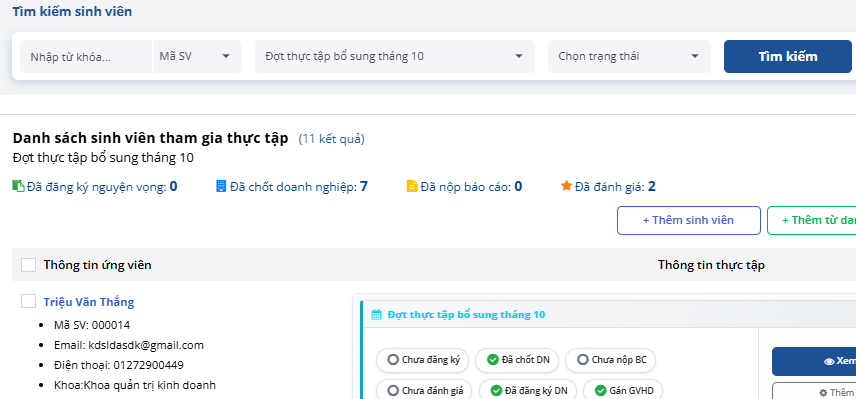 Tìm kiếm sinh viên
Nhập từ khóa... Mã SV Đợt thực tập bổ sung tháng 10 Chọn trạng thái Tìm kiếm
Danh sách sinh viên tham gia thực tập (11 kết quả)
Đợt thực tập bổ sung tháng 10
Đã đăng ký nguyện vọng: 0 Đã chốt doanh nghiệp: 7 Đã nộp báo cáo: 0 Đã đánh giá: 2
+ Thêm sinh viên + Thêm từ
Thông tin ứng viên Thông tin thực tập
Triệu Văn Thắng
Mã SV: 000014
Email: kdsldasdk@gmail.com
Điện thoại: 01272900449
Khoa:Khoa quản trị kinh doanh
Đợt thực tập bổ sung tháng 10
Chưa đăng ký Đã chốt DN Chưa nộp BC
Xem
Chưa đánh giá Đã đăng ký DN Gán GVHD
Thêm